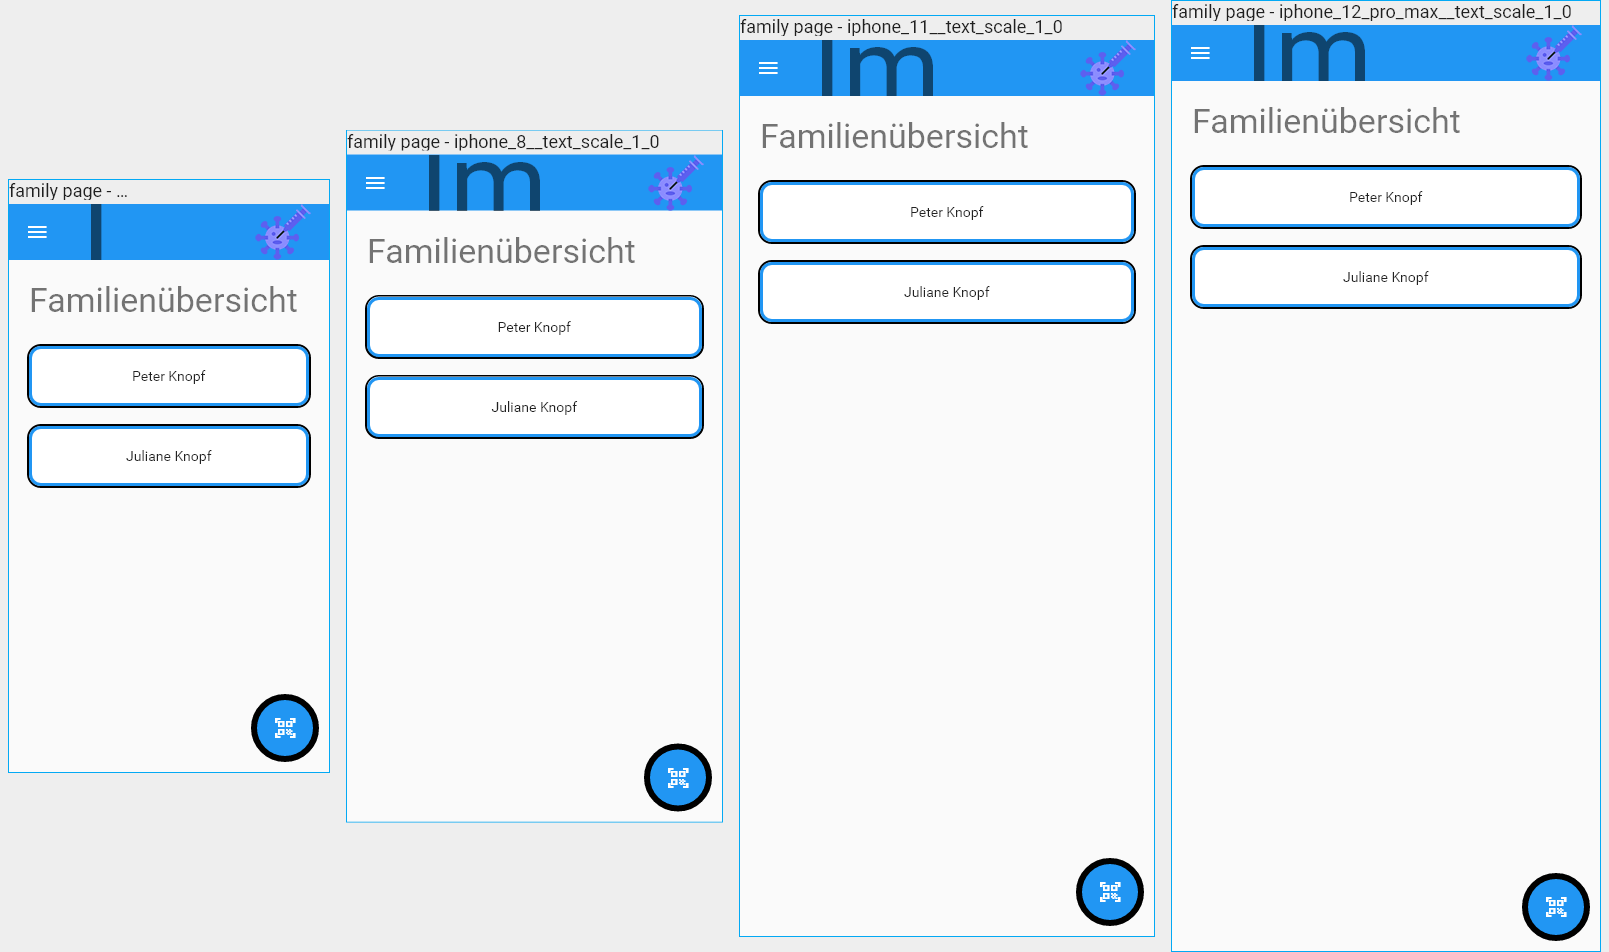 family page - ...
I
Familienübersicht
Peter Knopf
Juliane Knopf
family page - iphone_8__text_scale_1_0
Im
Familienübersicht
Peter Knopf
Juliane Knopf
family page - iphone_11__text_scale_1_0
Im
Familienübersicht
Peter Knopf
Juliane Knopf
family page - iphone_12_pro_max__text_scale_1_0
Im
Familienübersicht
Peter Knopf
Juliane Knopf